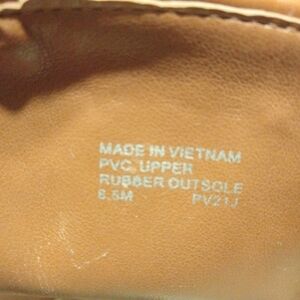 MADE IN VIETNAM
PVC UPPER
RUBBER OUTSOLE
8.5M PV21J